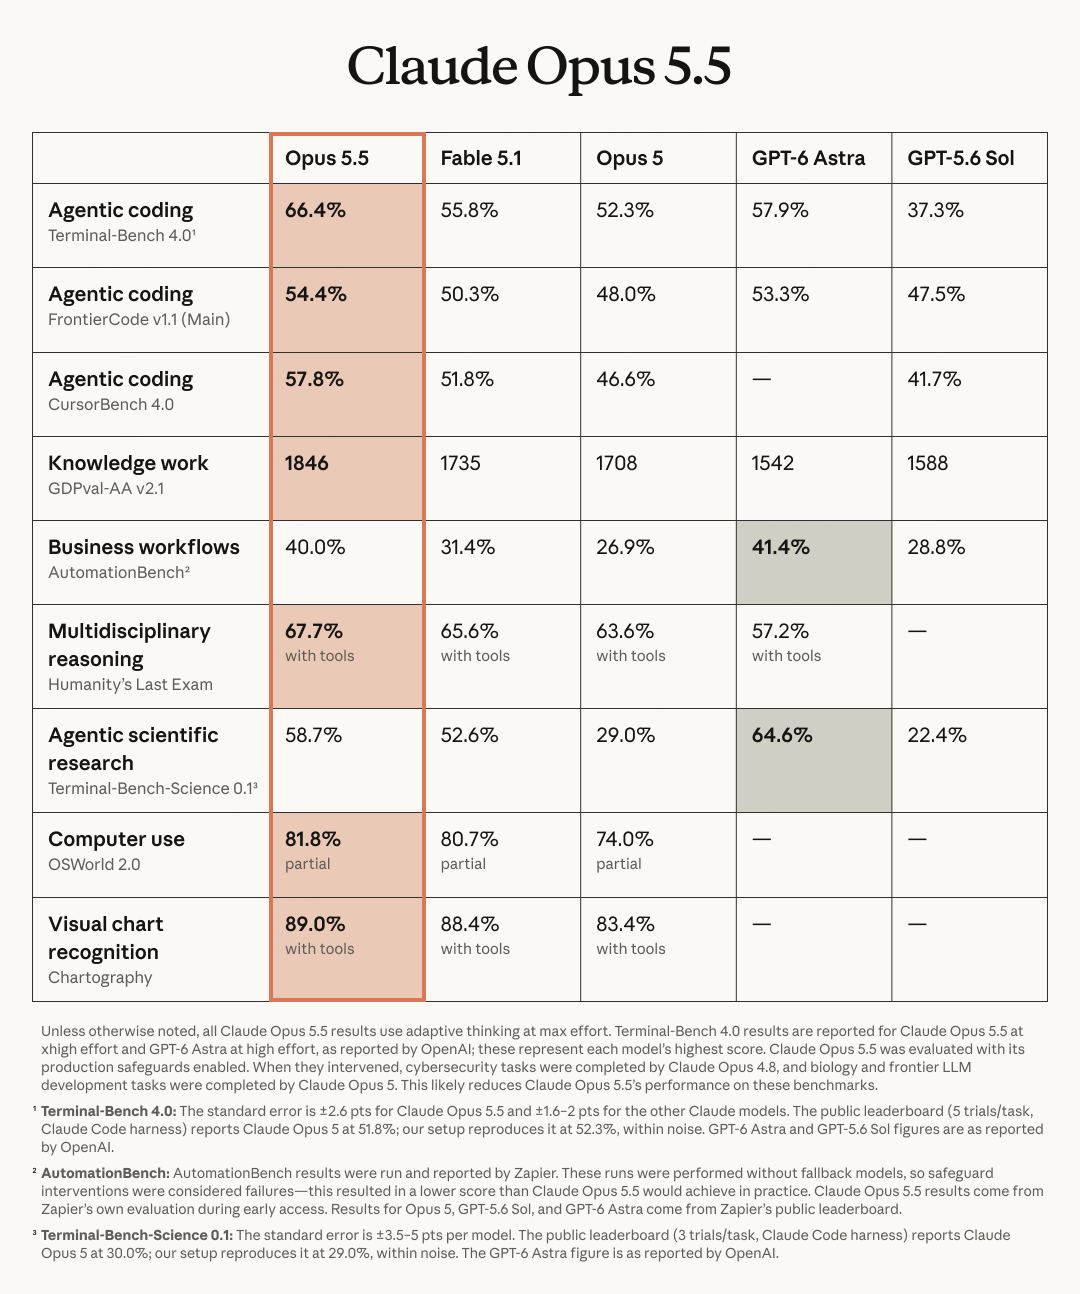 Claude Opus 5.5
Opus 5.5 Fable 5.1 Opus 5 GPT-6 Astra GPT-5.6 Sol
Agentic coding 66.4% 55.8% 52.3% 57.9% 37.3%
Terminal-Bench 4.0¹
Agentic coding 54.4% 50.3% 48.0% 53.3% 47.5%
FrontierCode v1.1 (Main)
Agentic coding 57.8% 51.8% 46.6% — 41.7%
CursorBench 4.0
Knowledge work 1846 1735 1708 1542 1588
GDPval-AA v2.1
Business workflows 40.0% 31.4% 26.9% 41.4% 28.8%
AutomationBench²
Multidisciplinary 67.7% 65.6% 63.6% 57.2% —
reasoning with tools with tools with tools with tools
Humanity’s Last Exam
Agentic scientific 58.7% 52.6% 29.0% 64.6% 22.4%
research
Terminal-Bench-Science 0.1³
Computer use 81.8% 80.7% 74.0% — —
OSWorld 2.0 partial partial partial
Visual chart 89.0% 88.4% 83.4% — —
recognition with tools with tools with tools
Chartography
Unless otherwise noted, all Claude Opus 5.5 results use adaptive thinking at max effort. Terminal-Bench 4.0 results are reported for Claude Opus 5.5 at
xhigh effort and GPT-6 Astra at high effort, as reported by OpenAI; these represent each model’s highest score. Claude Opus 5.5 was evaluated with its
production safeguards enabled. When they intervened, cybersecurity tasks were completed by Claude Opus 4.8, and biology and frontier LLM
development tasks were completed by Claude Opus 5. This likely reduces Claude Opus 5.5’s performance on these benchmarks.
¹ Terminal-Bench 4.0: The standard error is ±2.6 pts for Claude Opus 5.5 and ±1.6–2 pts for the other Claude models. The public leaderboard (5 trials/task,
Claude Code harness) reports Claude Opus 5 at 51.8%; our setup reproduces it at 52.3%, within noise. GPT-6 Astra and GPT-5.6 Sol figures are as reported
by OpenAI.
² AutomationBench: AutomationBench results were run and reported by Zapier. These runs were performed without fallback models, so safeguard
interventions were considered failures—this resulted in a lower score than Claude Opus 5.5 would achieve in practice. Claude Opus 5.5 results come from
Zapier’s own evaluation during early access. Results for Opus 5, GPT-5.6 Sol, and GPT-6 Astra come from Zapier’s public leaderboard.
³ Terminal-Bench-Science 0.1: The standard error is ±3.5–5 pts per model. The public leaderboard (3 trials/task, Claude Code harness) reports Claude
Opus 5 at 30.0%; our setup reproduces it at 29.0%, within noise. The GPT-6 Astra figure is as reported by OpenAI.